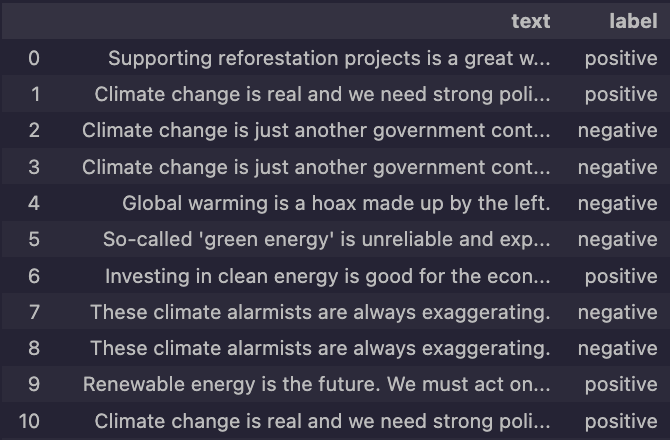 text label
0 Supporting reforestation projects is a great w... positive
1 Climate change is real and we need strong poli... positive
2 Climate change is just another government cont... negative
3 Climate change is just another government cont... negative
4 Global warming is a hoax made up by the left. negative
5 So-called 'green energy' is unreliable and exp... negative
6 Investing in clean energy is good for the econ... positive
7 These climate alarmists are always exaggerating. negative
8 These climate alarmists are always exaggerating. negative
9 Renewable energy is the future. We must act on... positive
10 Climate change is real and we need strong poli... positive